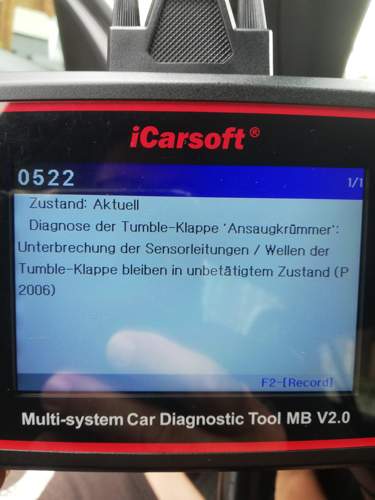 iCarsoft®
0522
1/1
Zustand: Aktuell
Diagnose der Tumble-Klappe 'Ansaugkrümmer':
Unterbrechung der Sensorleitungen / Wellen der
Tumble-Klappe bleiben in unbetätigtem Zustand (P
2006)
F2-[Record]
Multi-system Car Diagnostic Tool MB V2.0